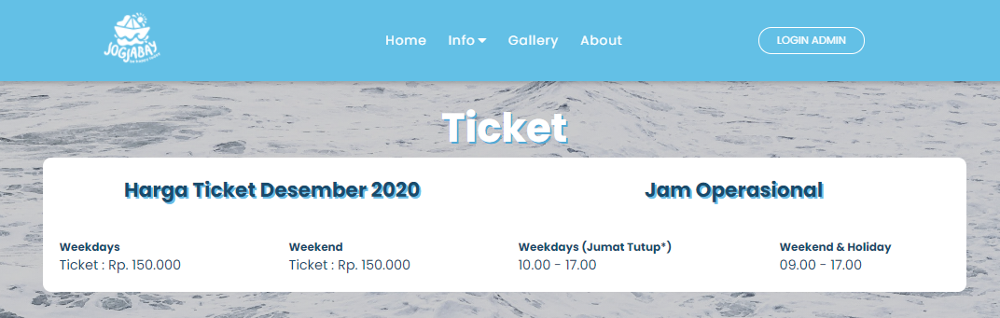 JOGJABAY
Home Info Gallery About
LOGIN ADMIN
Ticket
Harga Ticket Desember 2020
Jam Operasional
Weekdays
Ticket : Rp. 150.000
Weekend
Ticket : Rp. 150.000
Weekdays (Jumat Tutup*)
10.00 - 17.00
Weekend & Holiday
09.00 - 17.00